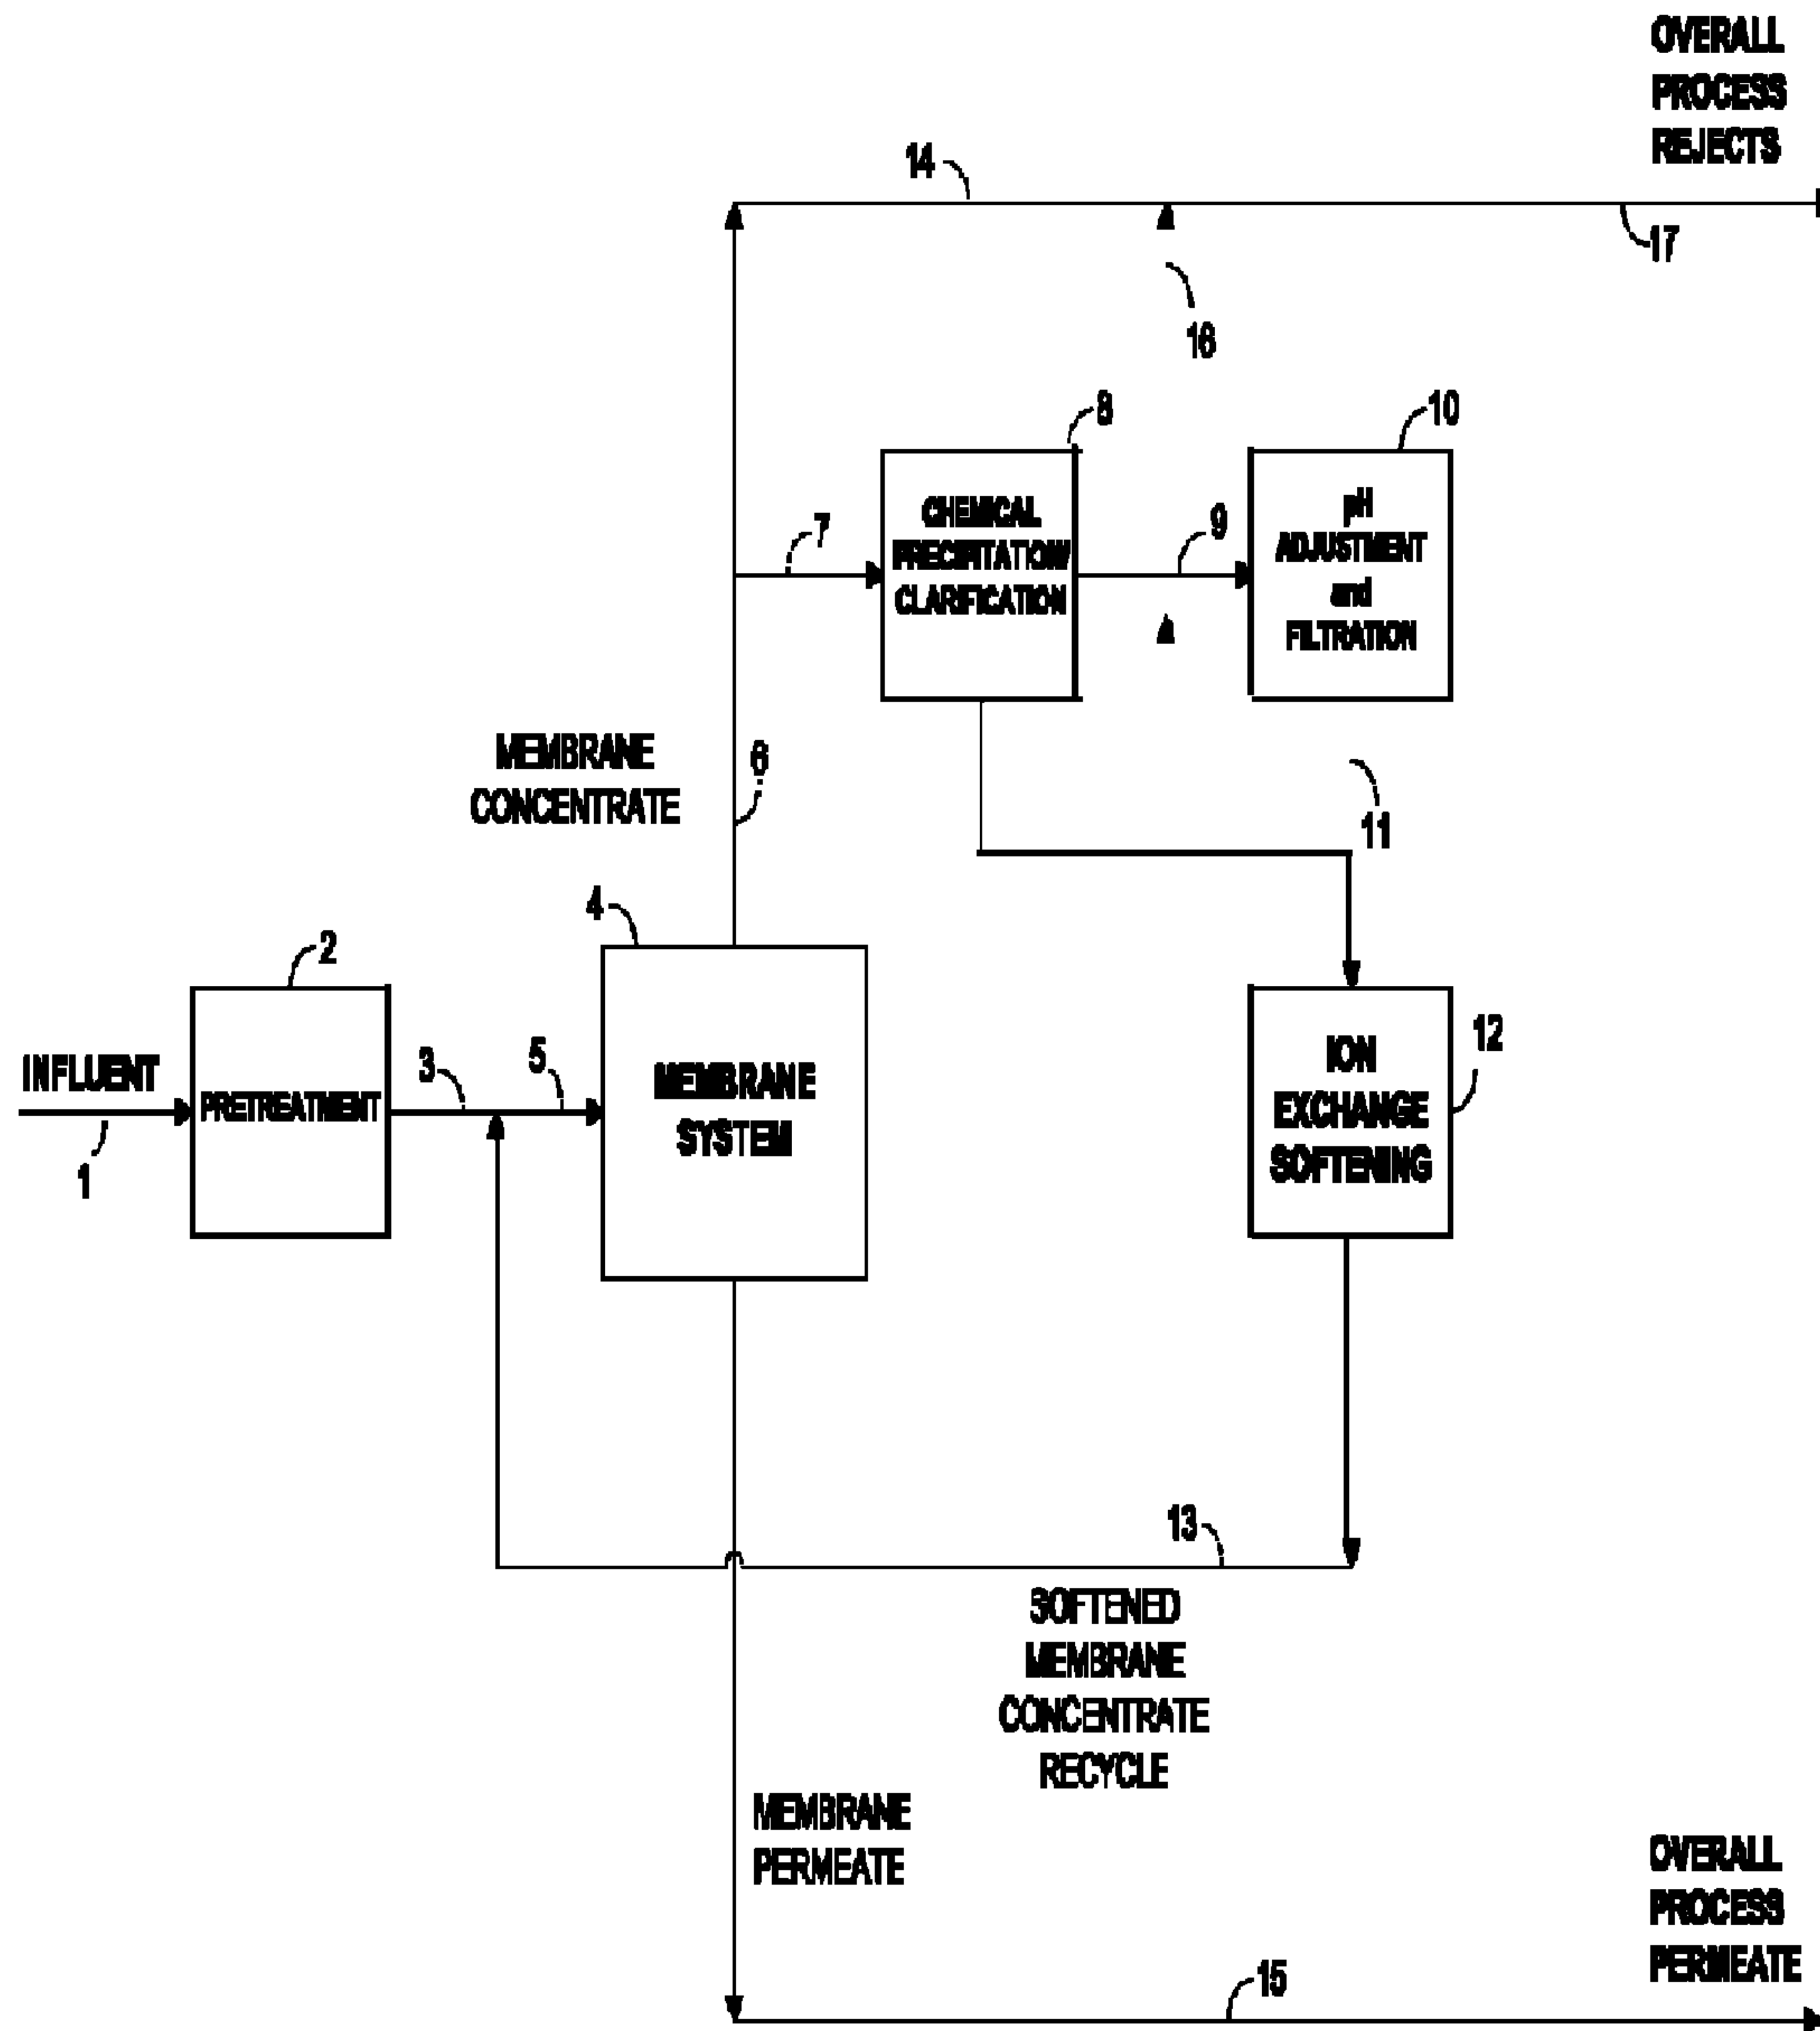 OVERALL
PROCESS
REJECTS
14
17
16
8
10
CHEMICAL
PRECIPITATION/
CLARIFICATION
7
9
pH
ADJUSTMENT
and
FILTRATION
MEMBRANE
CONCENTRATE
6
11
4
2
INFLUENT
1
PRETREATMENT
3
5
MEMBRANE
SYSTEM
ION
EXCHANGE
SOFTENING
12
13
SOFTENED
MEMBRANE
CONCENTRATE
RECYCLE
MEMBRANE
PERMEATE
OVERALL
PROCESS
PERMEATE
15